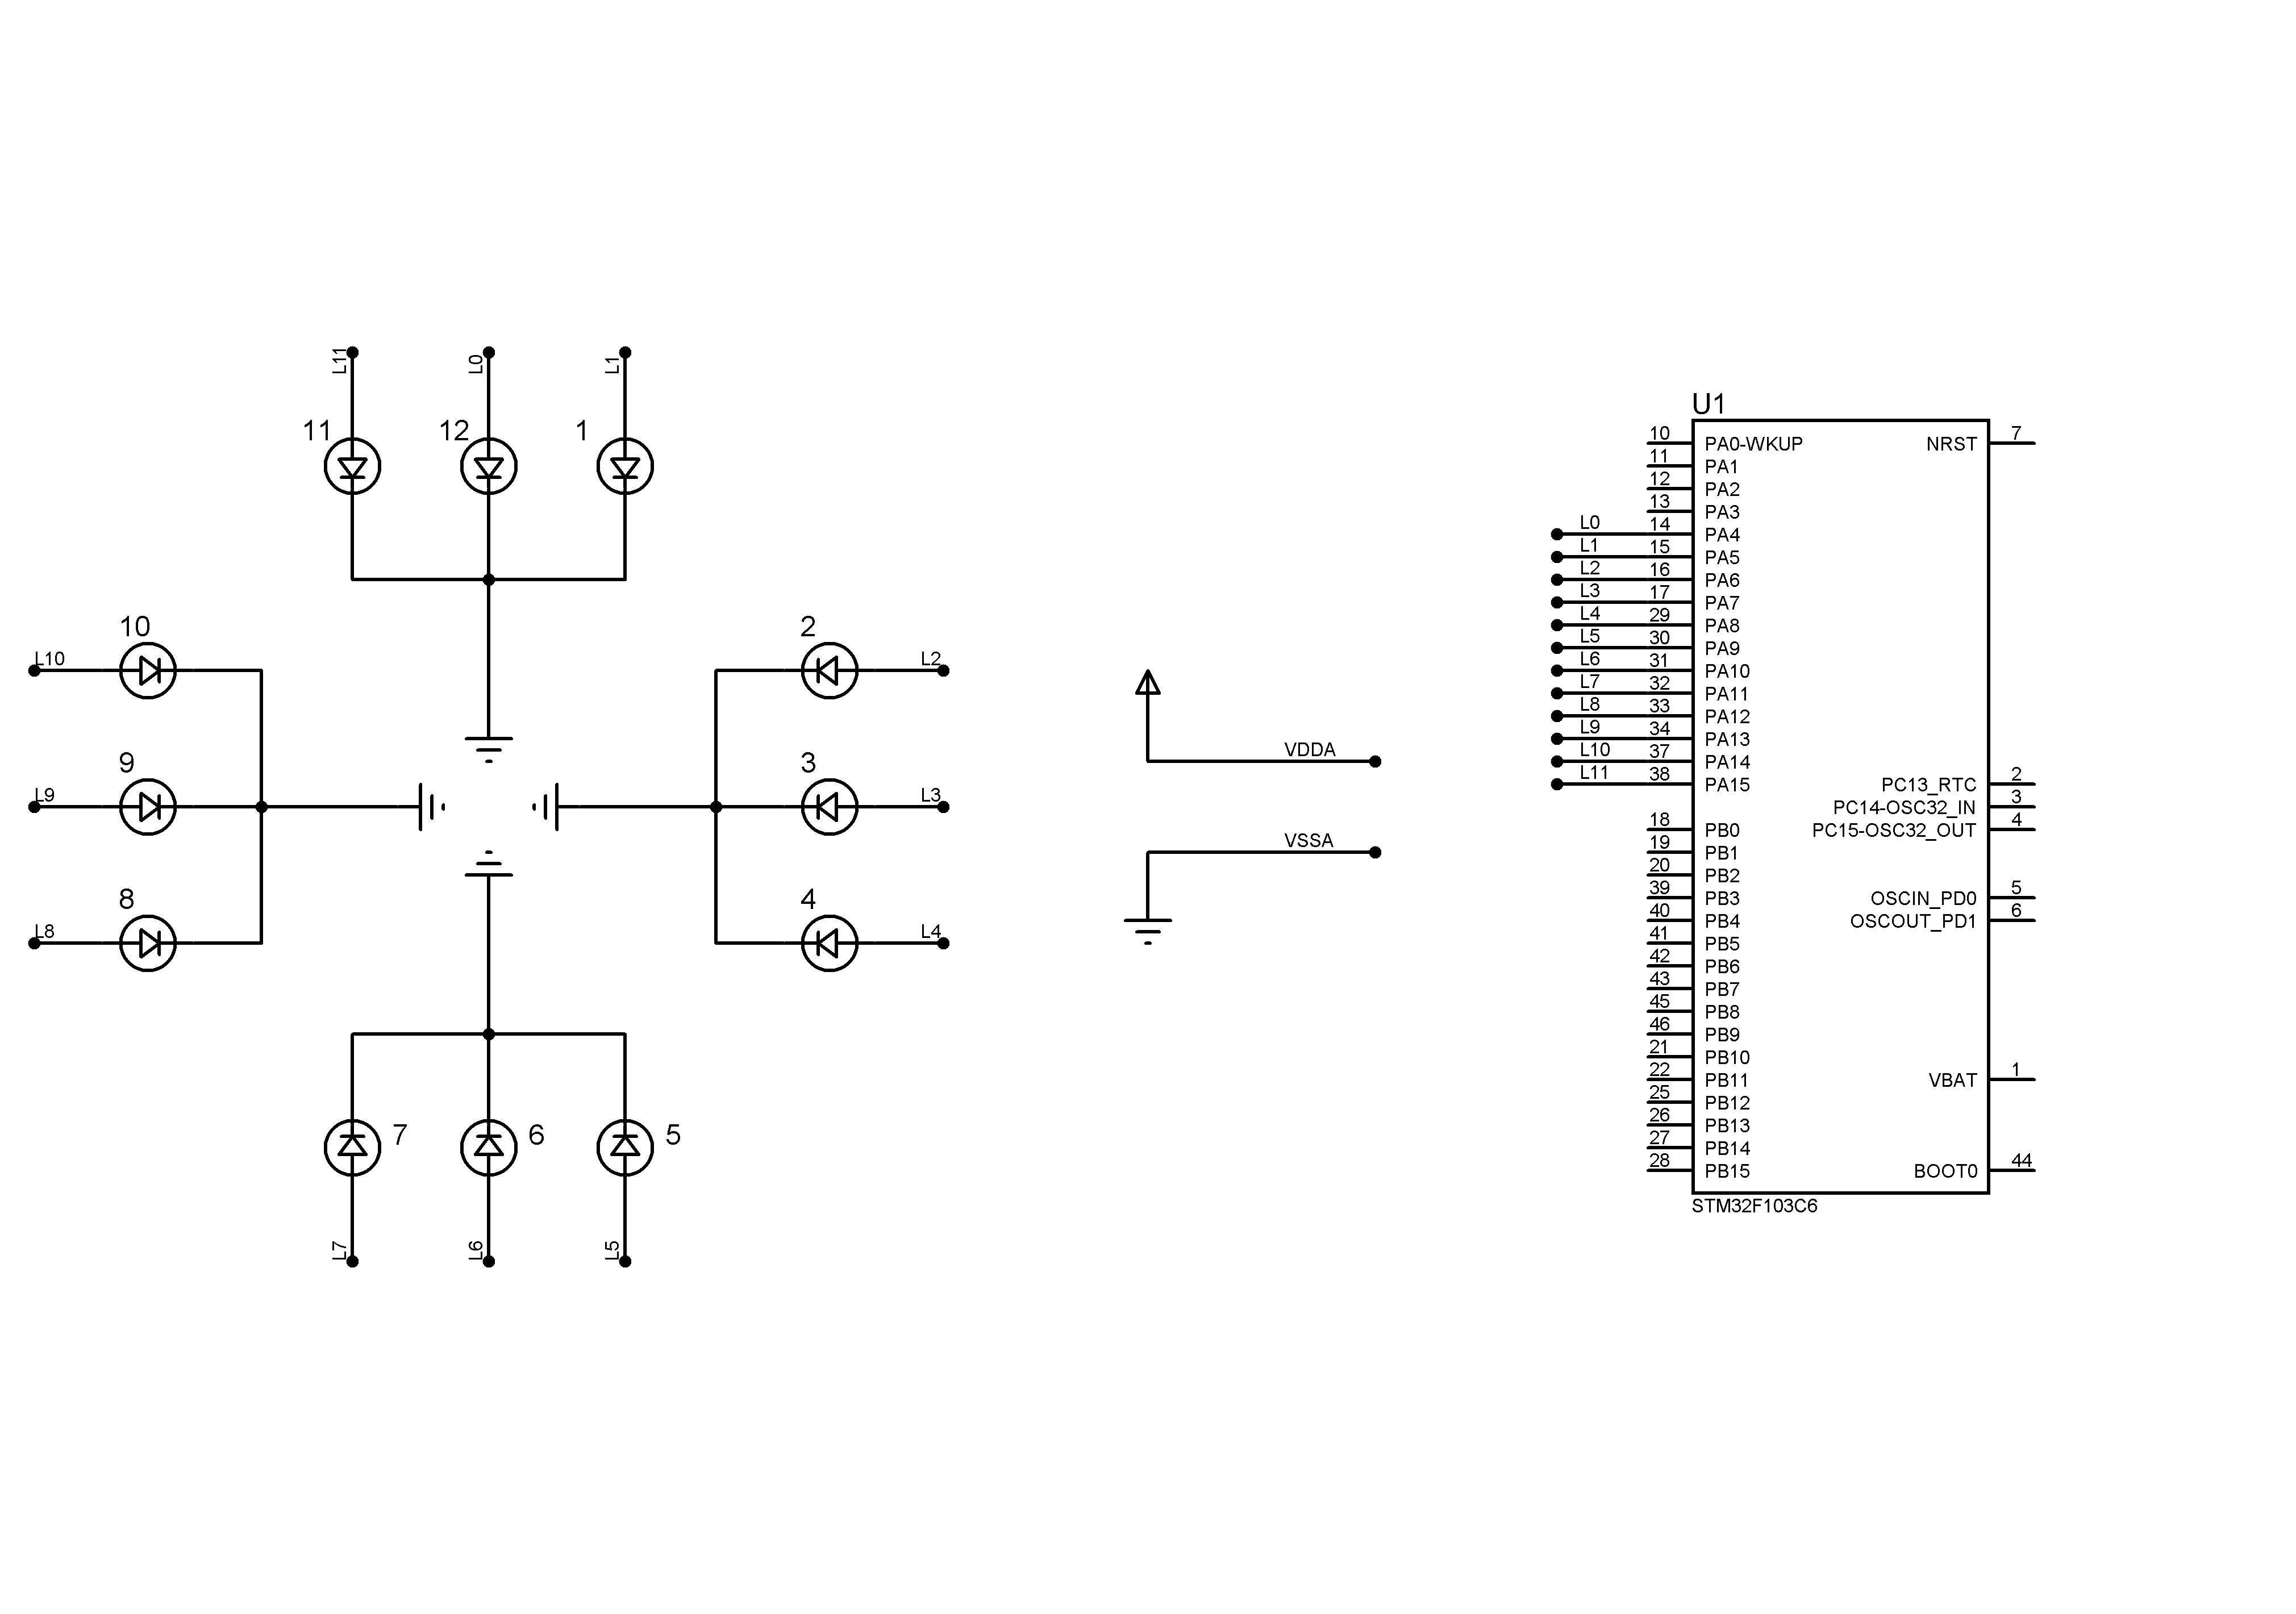 L11 L0 L1
11 12 1
10 2
L10 L2
9 3
L9 L3
8 4
L8 L4
7 6 5
L7 L6 L5
VDDA
VSSA
U1
10 PA0-WKUP NRST 7
11 PA1
12 PA2
13 PA3
L0 14 PA4
L1 15 PA5
L2 16 PA6
L3 17 PA7
L4 29 PA8
L5 30 PA9
L6 31 PA10
L7 32 PA11
L8 33 PA12
L9 34 PA13
L10 37 PA14
L11 38 PA15 PC13_RTC 2
PC14-OSC32_IN 3
18 PB0 PC15-OSC32_OUT 4
19 PB1
20 PB2
39 PB3 OSCIN_PD0 5
40 PB4 OSCOUT_PD1 6
41 PB5
42 PB6
43 PB7
45 PB8
46 PB9
21 PB10
22 PB11 VBAT 1
25 PB12
26 PB13
27 PB14
28 PB15 BOOT0 44
STM32F103C6